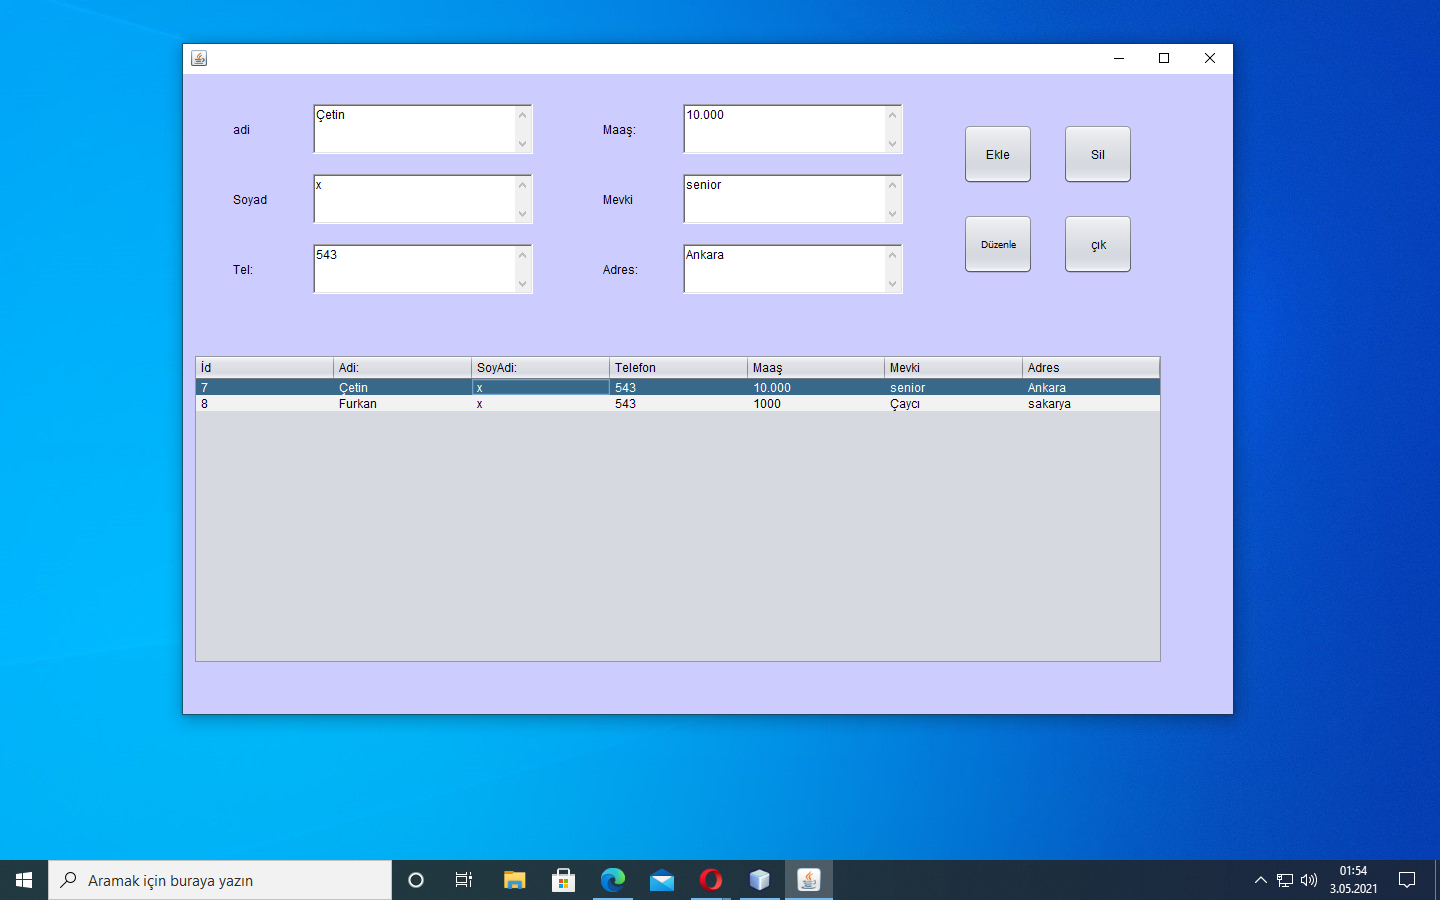 adi Çetin Maaş: 10.000 Ekle Sil
Soyad x Mevki senior
Düzenle çık
Tel: 543 Adres: Ankara
İd Adi: SoyAdi: Telefon Maaş Mevki Adres
7 Çetin x 543 10.000 senior Ankara
8 Furkan x 543 1000 Çaycı sakarya
Aramak için buraya yazın
01:54
3.05.2021